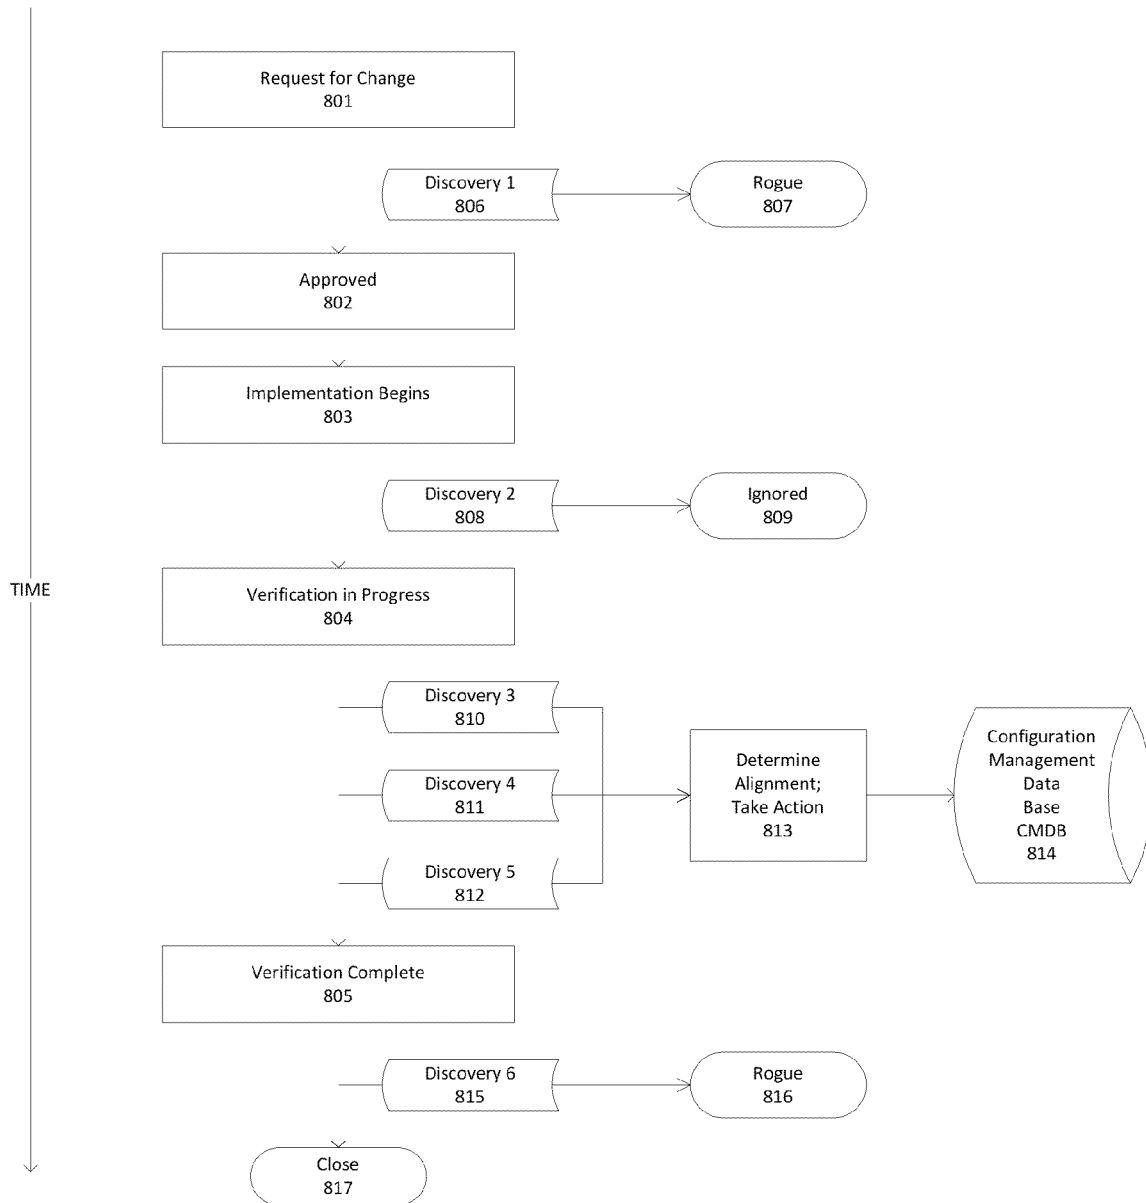 Request for Change
801
Discovery 1
806
Rogue
807
Approved
802
Implementation Begins
803
Discovery 2
808
Ignored
809
TIME
Verification in Progress
804
Discovery 3
810
Discovery 4
811
Discovery 5
812
Determine
Alignment;
Take Action
813
Configuration
Management
Data
Base
CMDB
814
Verification Complete
805
Discovery 6
815
Rogue
816
Close
817